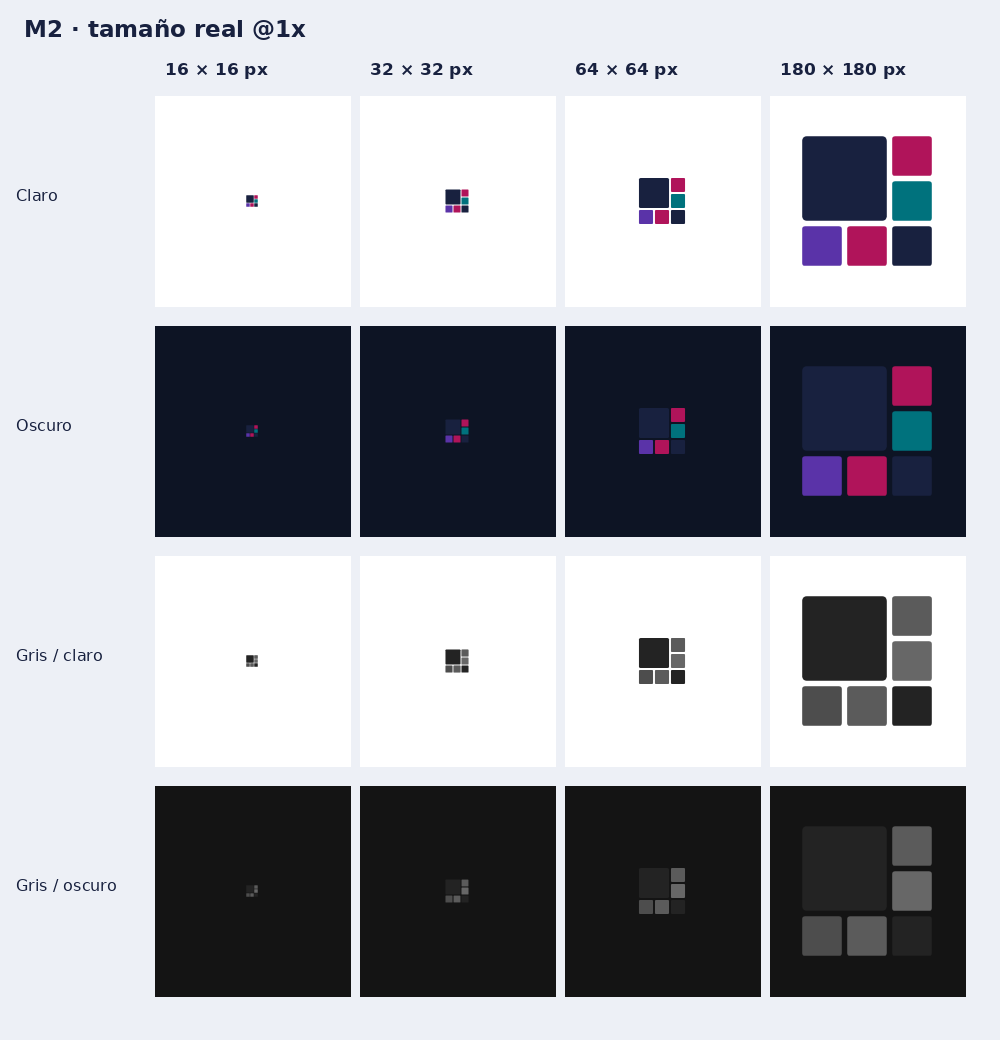 M2 · tamaño real @1x
16 × 16 px
32 × 32 px
64 × 64 px
180 × 180 px
Claro
Oscuro
Gris / claro
Gris / oscuro